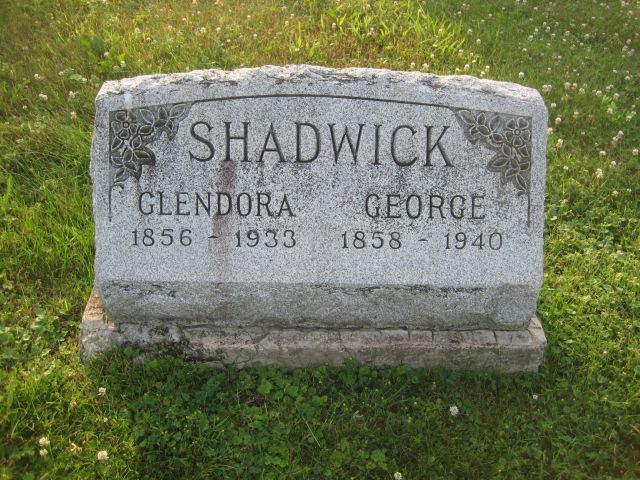 SHADWICK
GLENDORA GEORGE
1856 - 1933 1858 - 1940